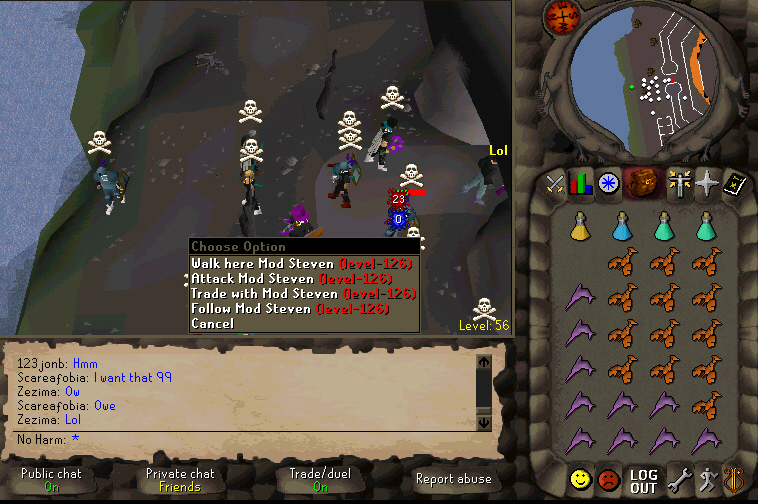 Lol
23
0
Choose Option
Walk here Mod Steven (level-126)
Attack Mod Steven (level-126)
Trade with Mod Steven (level-126)
Follow Mod Steven (level-126)
Cancel
Level: 56
123 jonb: Hmm
Scareafobia: I want that 99
Zezima: Ow
Scareafobia: Owe
Zezima: Lol
No Harm: *
Public chat
On
Private chat
Friends
Trade/duel
On
Report abuse
LOG
OUT